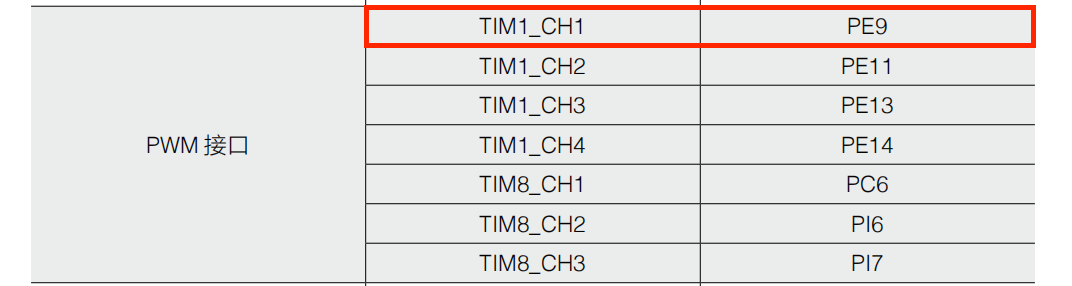 TIM1_CH1 PE9
TIM1_CH2 PE11
TIM1_CH3 PE13
PWM 接口 TIM1_CH4 PE14
TIM8_CH1 PC6
TIM8_CH2 PI6
TIM8_CH3 PI7